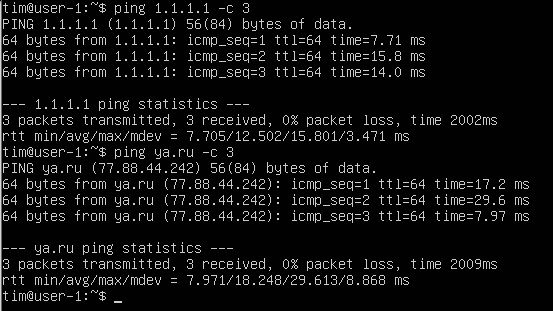 tim@user-1:~$ ping 1.1.1.1 -c 3
PING 1.1.1.1 (1.1.1.1) 56(84) bytes of data.
64 bytes from 1.1.1.1: icmp_seq=1 ttl=64 time=7.71 ms
64 bytes from 1.1.1.1: icmp_seq=2 ttl=64 time=15.8 ms
64 bytes from 1.1.1.1: icmp_seq=3 ttl=64 time=14.0 ms
--- 1.1.1.1 ping statistics ---
3 packets transmitted, 3 received, 0% packet loss, time 2002ms
rtt min/avg/max/mdev = 7.705/12.502/15.801/3.471 ms
tim@user-1:~$ ping ya.ru -c 3
PING ya.ru (77.88.44.242) 56(84) bytes of data.
64 bytes from ya.ru (77.88.44.242): icmp_seq=1 ttl=64 time=17.2 ms
64 bytes from ya.ru (77.88.44.242): icmp_seq=2 ttl=64 time=29.6 ms
64 bytes from ya.ru (77.88.44.242): icmp_seq=3 ttl=64 time=7.97 ms
--- ya.ru ping statistics ---
3 packets transmitted, 3 received, 0% packet loss, time 2009ms
rtt min/avg/max/mdev = 7.971/18.248/29.613/8.868 ms
tim@user-1:~$ _